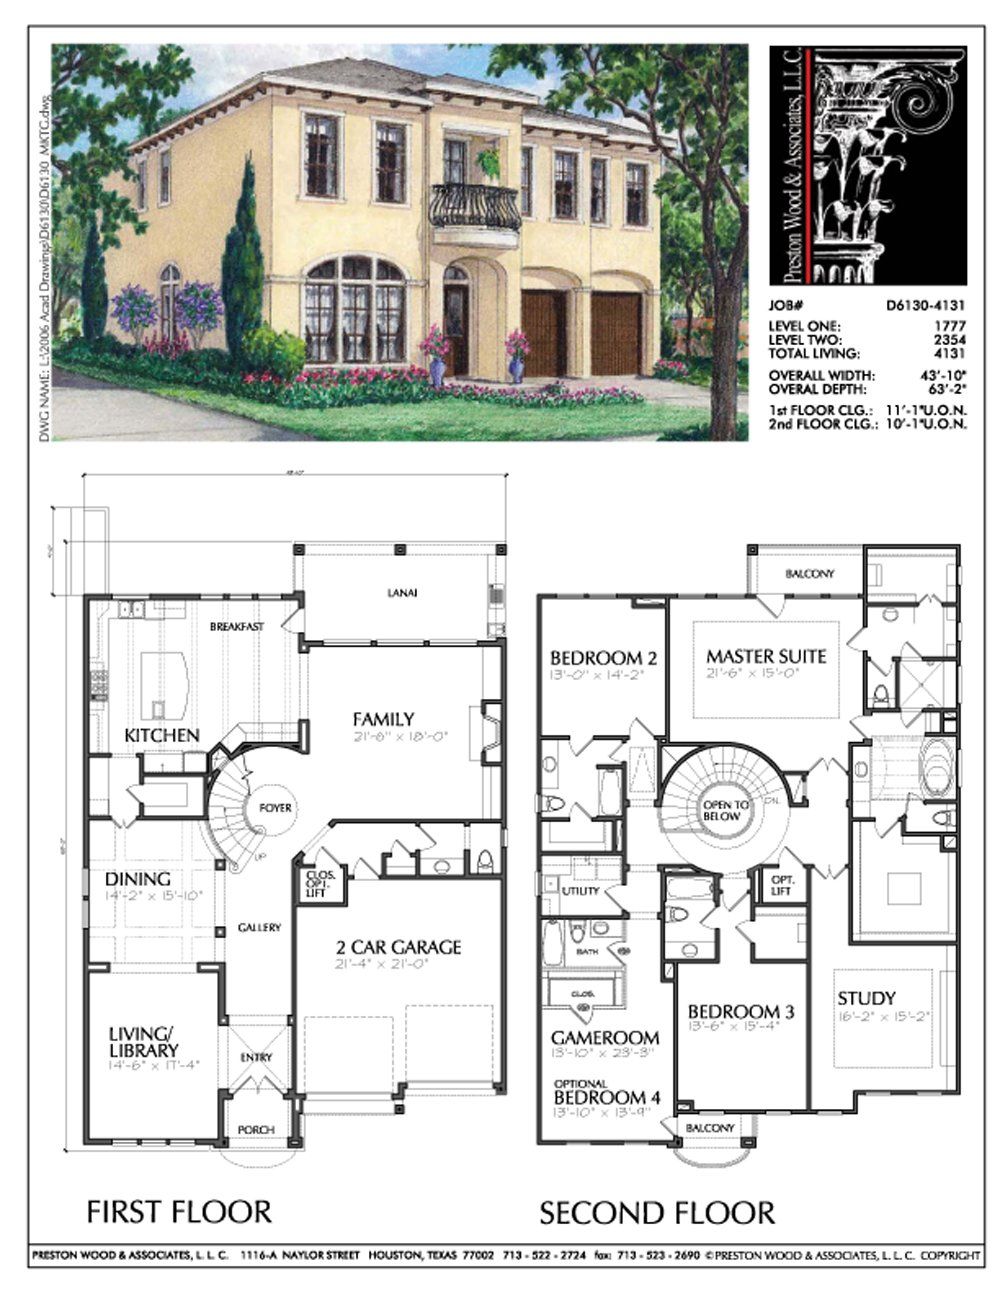 DWG NAME: L:\2006 Acad Drawings\D6130\D6130_MKTG.dwg
Preston Wood & Associates, L.L.C.
JOB# D6130-4131
LEVEL ONE: 1777
LEVEL TWO: 2354
TOTAL LIVING: 4131
OVERALL WIDTH: 43'-10"
OVERAL DEPTH: 63'-2"
1st FLOOR CLG.: 11'-1"U.O.N.
2nd FLOOR CLG.: 10'-1"U.O.N.
43'-10"
63'-2"
LANAI
BREAKFAST
KITCHEN
FAMILY
21'-6" x 18'-0"
FOYER
UP
DINING
14'-2" x 15'-10"
CLOS.
OPT.
LIFT
GALLERY
2 CAR GARAGE
21'-4" x 21'-0"
LIVING/
LIBRARY
14'-6" x 17'-4"
ENTRY
PORCH
FIRST FLOOR
BALCONY
BEDROOM 2
13'-0" x 14'-2"
MASTER SUITE
21'-6" x 15'-0"
OPEN TO
BELOW
DN.
UTILITY
OPT.
LIFT
BATH
CLOS.
GAMEROOM
13'-10" x 23'-3"
OPTIONAL
BEDROOM 4
13'-10" x 13'-9"
BEDROOM 3
13'-6" x 15'-4"
STUDY
16'-2" x 15'-2"
BALCONY
SECOND FLOOR
PRESTON WOOD & ASSOCIATES, L. L. C. 1116-A NAYLOR STREET HOUSTON, TEXAS 77002 713 - 522 - 2724 fax: 713 - 523 - 2690 © PRESTON WOOD & ASSOCIATES, L. L. C. COPYRIGHT